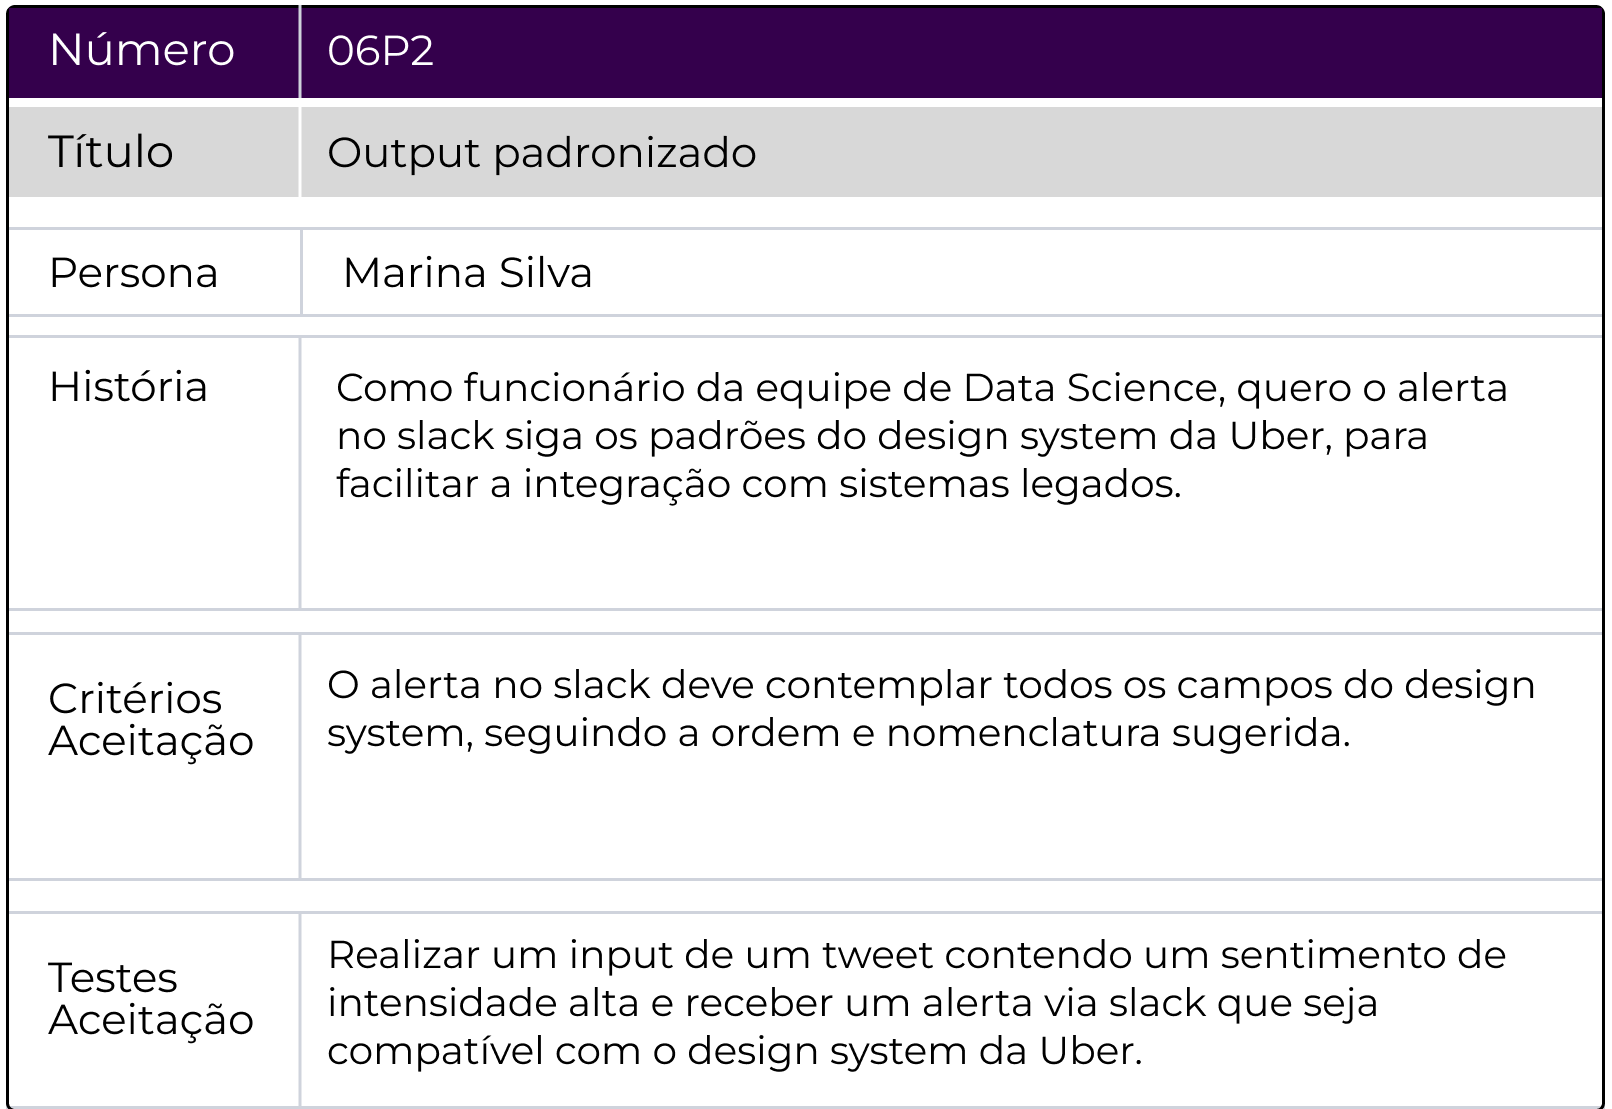 Número
06P2
Título
Output padronizado
Persona
Marina Silva
História
Como funcionário da equipe de Data Science, quero o alerta
no slack siga os padrões do design system da Uber, para
facilitar a integração com sistemas legados.
Critérios
Aceitação
O alerta no slack deve contemplar todos os campos do design
system, seguindo a ordem e nomenclatura sugerida.
Testes
Aceitação
Realizar um input de um tweet contendo um sentimento de
intensidade alta e receber um alerta via slack que seja
compatível com o design system da Uber.